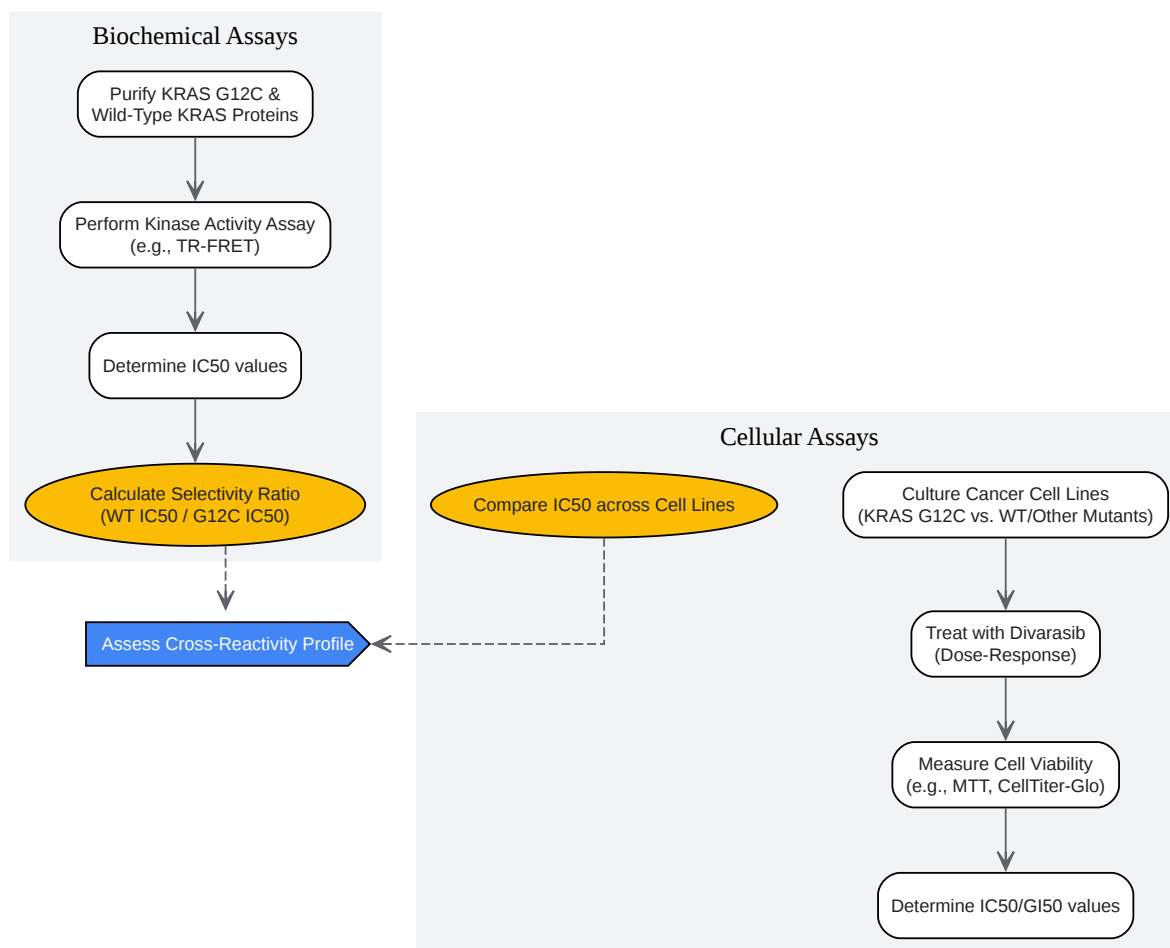 Biochemical Assays
Purify KRAS G12C &
Wild-Type KRAS Proteins
Perform Kinase Activity Assay
(e.g., TR-FRET)
Determine IC50 values
Calculate Selectivity Ratio
(WT IC50 / G12C IC50)
Assess Cross-Reactivity Profile
Cellular Assays
Compare IC50 across Cell Lines
Culture Cancer Cell Lines
(KRAS G12C vs. WT/Other Mutants)
Treat with Divarasib
(Dose-Response)
Measure Cell Viability
(e.g., MTT, CellTiter-Glo)
Determine IC50/GI50 values